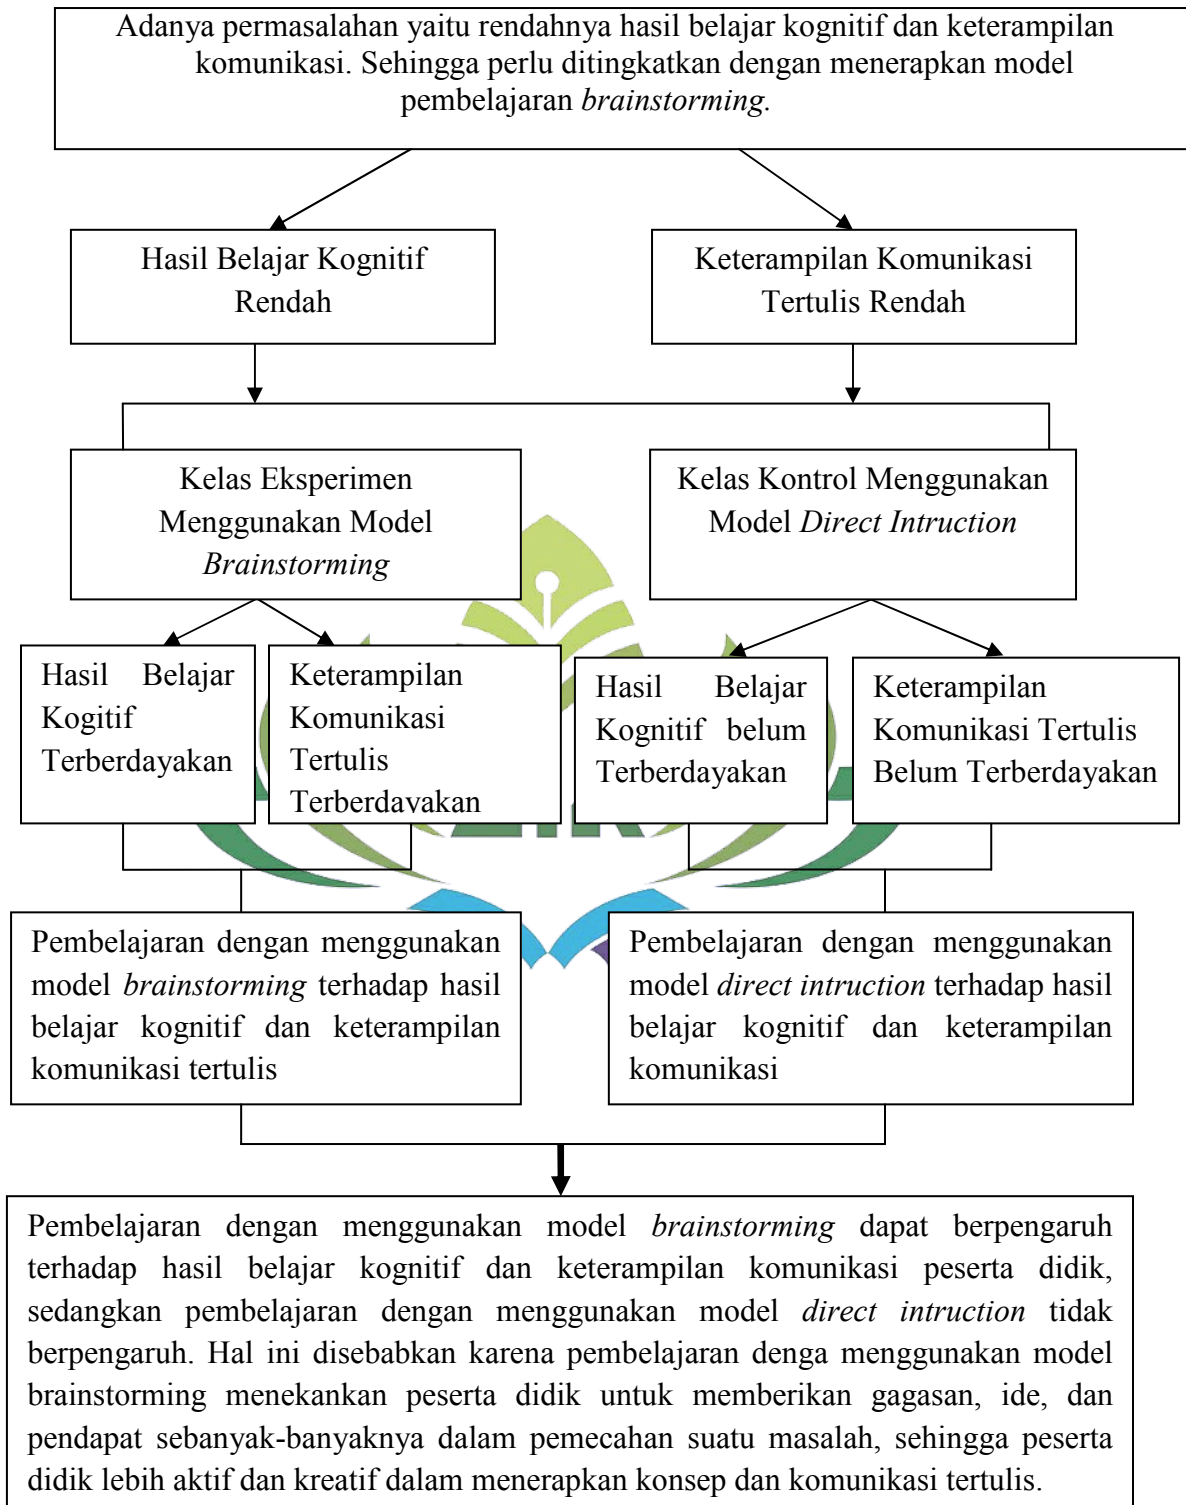 Adanya permasalahan yaitu rendahnya hasil belajar kognitif dan keterampilan
komunikasi. Sehingga perlu ditingkatkan dengan menerapkan model
pembelajaran brainstorming.
Hasil Belajar Kognitif
Rendah
Keterampilan Komunikasi
Tertulis Rendah
Kelas Eksperimen
Menggunakan Model
Brainstorming
Kelas Kontrol Menggunakan
Model Direct Intruction
Hasil Belajar
Kogitif
Terberdayakan
Keterampilan
Komunikasi
Tertulis
Terberdayakan
Hasil Belajar
Kognitif belum
Terberdayakan
Keterampilan
Komunikasi Tertulis
Belum Terberdayakan
Pembelajaran dengan menggunakan
model brainstorming terhadap hasil
belajar kognitif dan keterampilan
komunikasi tertulis
Pembelajaran dengan menggunakan
model direct intruction terhadap hasil
belajar kognitif dan keterampilan
komunikasi
Pembelajaran dengan menggunakan model brainstorming dapat berpengaruh
terhadap hasil belajar kognitif dan keterampilan komunikasi peserta didik,
sedangkan pembelajaran dengan menggunakan model direct intruction tidak
berpengaruh. Hal ini disebabkan karena pembelajaran denga menggunakan model
brainstorming menekankan peserta didik untuk memberikan gagasan, ide, dan
pendapat sebanyak-banyaknya dalam pemecahan suatu masalah, sehingga peserta
didik lebih aktif dan kreatif dalam menerapkan konsep dan komunikasi tertulis.